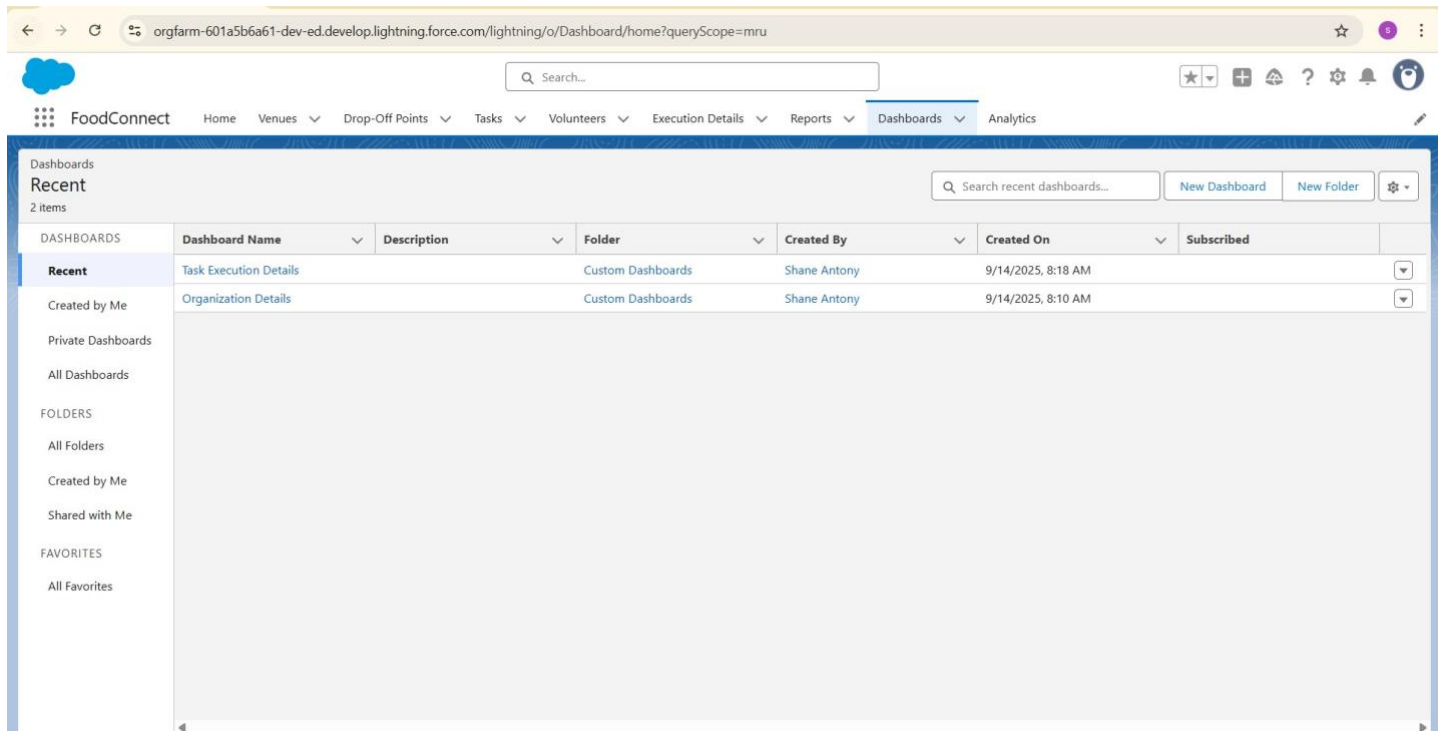 orgfarm-601a5b6a61-dev-ed.develop.lightning.force.com/lightning/o/Dashboard/home?queryScope=mru
S
Search...
FoodConnect Home Venues Drop-Off Points Tasks Volunteers Execution Details Reports Dashboards Analytics
Dashboards
Recent
2 items
Search recent dashboards...
New Dashboard New Folder
DASHBOARDS
Recent
Created by Me
Private Dashboards
All Dashboards
FOLDERS
All Folders
Created by Me
Shared with Me
FAVORITES
All Favorites
Dashboard Name Description Folder Created By Created On Subscribed
Task Execution Details Custom Dashboards Shane Antony 9/14/2025, 8:18 AM
Organization Details Custom Dashboards Shane Antony 9/14/2025, 8:10 AM